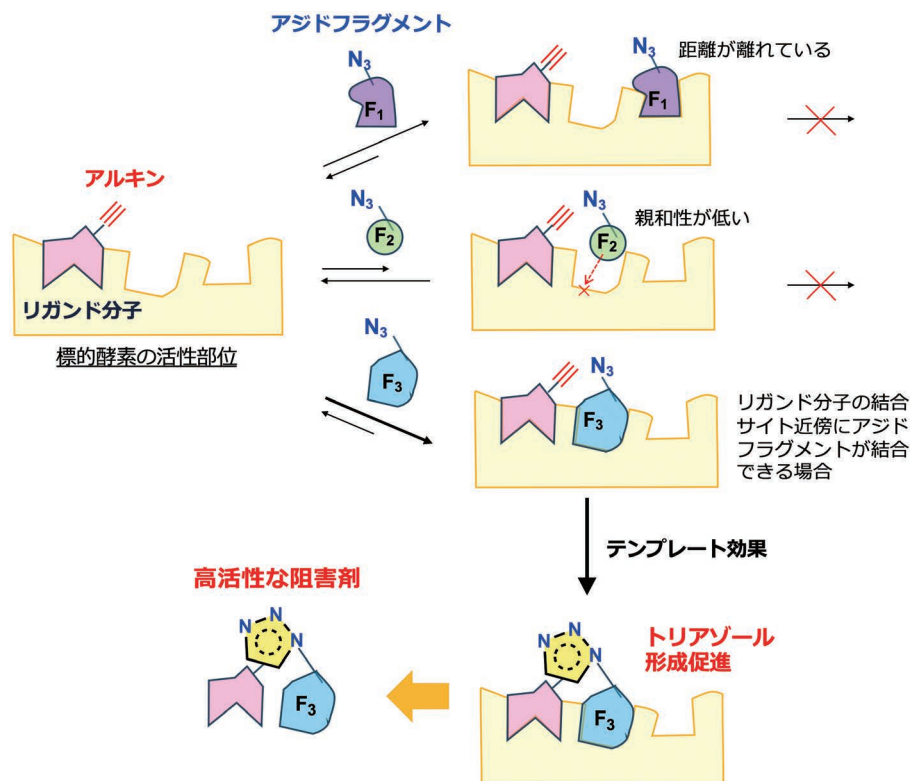 アジドフラグメント
N3
F1
N3
距離が離れている
F1
アルキン
N3
F2
N3
親和性が低い
F2
リガンド分子
標的酵素の活性部位
N3
F3
N3
F3
リガンド分子の結合
サイト近傍にアジド
フラグメントが結合
できる場合
テンプレート効果
高活性な阻害剤
N
N
N
F3
N
N
N
F3
トリアゾール
形成促進